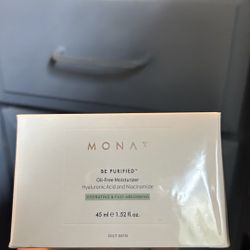 MONAT
BE PURIFIED™
Oil-Free Moisturizer
Hyaluronic Acid and Niacinamide
HYDRATING & FAST ABSORBING
45 ml e 1.52 fl.oz.